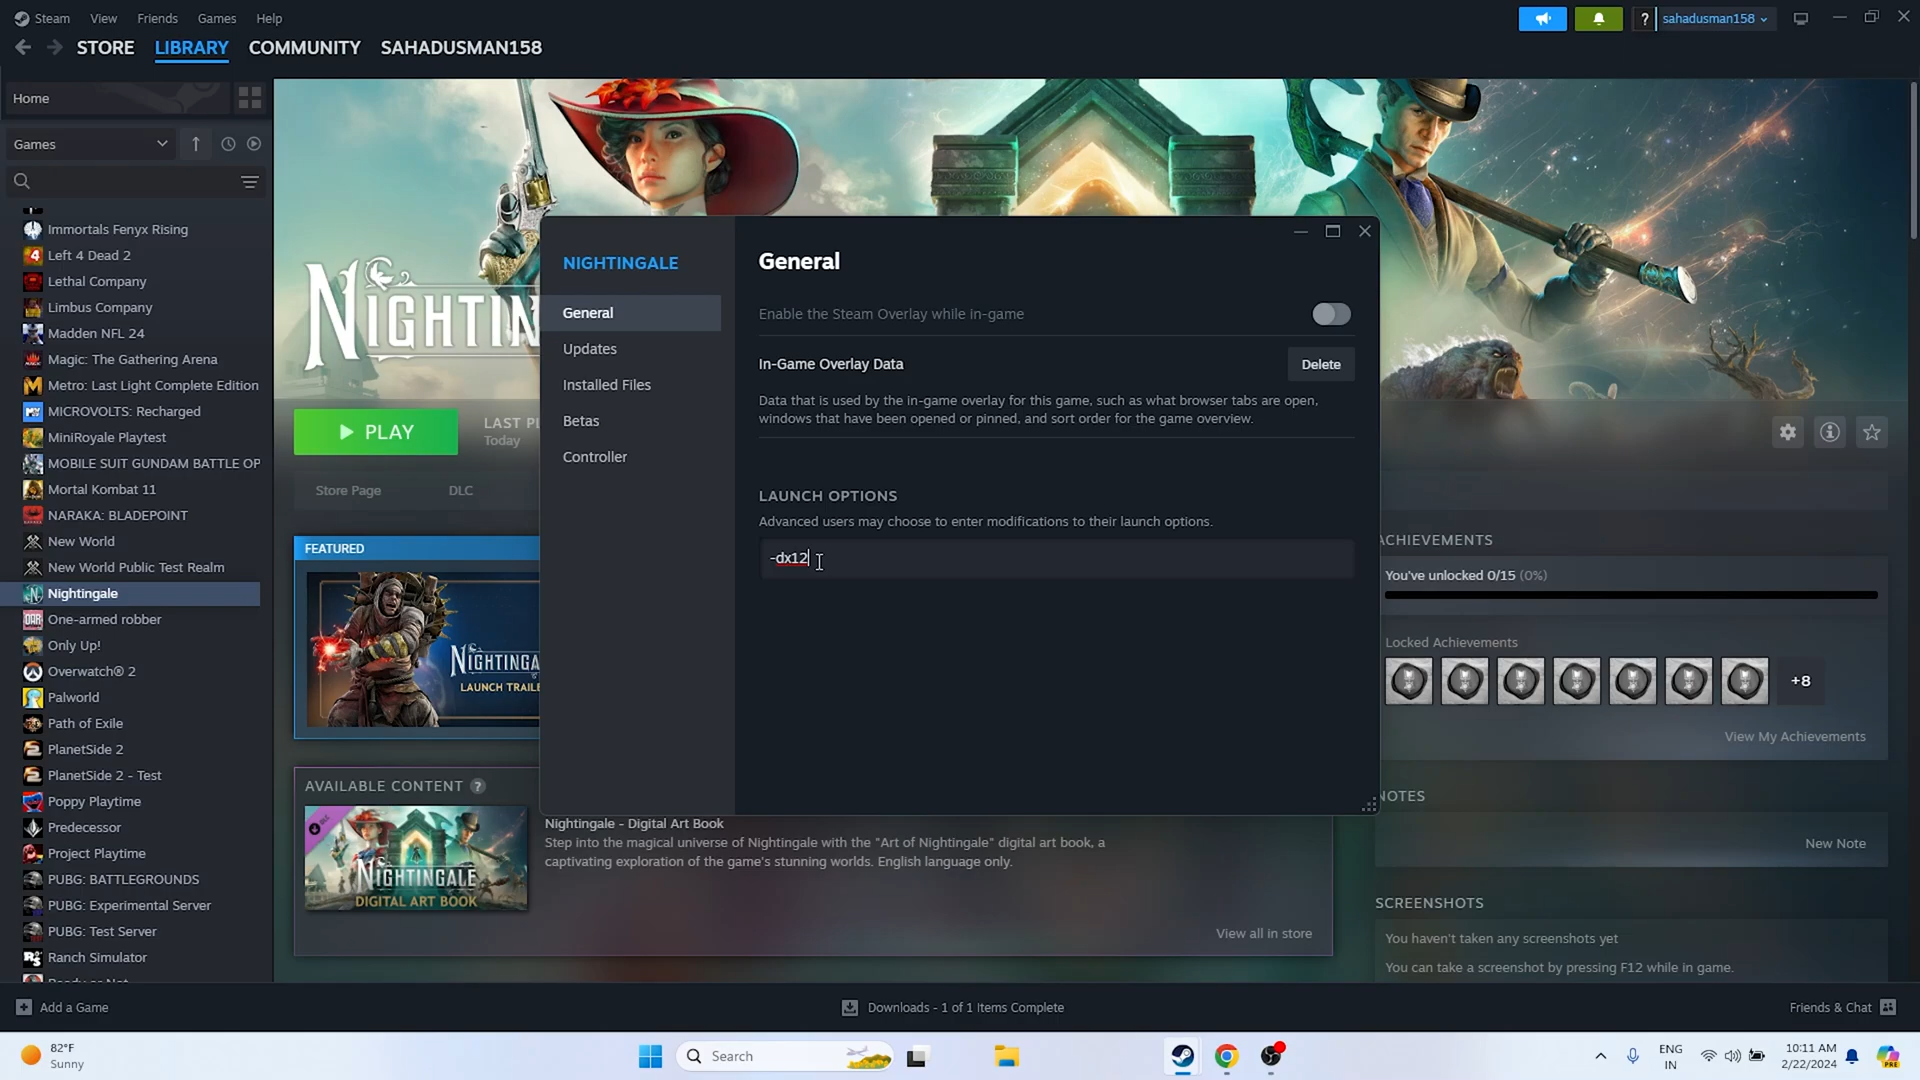 Steam View Friends Games Help
? sahadusman158
STORE LIBRARY COMMUNITY SAHADUSMAN158
Home
Games
Immortals Fenyx Rising
Left 4 Dead 2
Lethal Company
Limbus Company
Madden NFL 24
Magic: The Gathering Arena
Metro: Last Light Complete Edition
MICROVOLTS: Recharged
MiniRoyale Playtest
MOBILE SUIT GUNDAM BATTLE OP
Mortal Kombat 11
NARAKA: BLADEPOINT
New World
New World Public Test Realm
Nightingale
One-armed robber
Only Up!
Overwatch® 2
Palworld
Path of Exile
PlanetSide 2
PlanetSide 2 - Test
Poppy Playtime
Predecessor
Project Playtime
PUBG: BATTLEGROUNDS
PUBG: Experimental Server
PUBG: Test Server
Ranch Simulator
NIGHTIN
PLAY
LAST PL
Today
Store Page DLC
FEATURED
NIGHTINGA
LAUNCH TRAILE
AVAILABLE CONTENT ?
NIGHTINGALE
DIGITAL ART BOOK
Nightingale - Digital Art Book
Step into the magical universe of Nightingale with the "Art of Nightingale" digital art book, a
captivating exploration of the game's stunning worlds. English language only.
View all in store
NIGHTINGALE
General
Updates
Installed Files
Betas
Controller
General
Enable the Steam Overlay while in-game
In-Game Overlay Data
Delete
Data that is used by the in-game overlay for this game, such as what browser tabs are open,
windows that have been opened or pinned, and sort order for the game overview.
LAUNCH OPTIONS
Advanced users may choose to enter modifications to their launch options.
-dx12
ACHIEVEMENTS
You've unlocked 0/15 (0%)
Locked Achievements
+8
View My Achievements
NOTES
New Note
SCREENSHOTS
You haven't taken any screenshots yet
You can take a screenshot by pressing F12 while in game.
Add a Game
Downloads - 1 of 1 Items Complete
Friends & Chat
82°F
Sunny
Search
ENG
IN
10:11 AM
2/22/2024
PRE